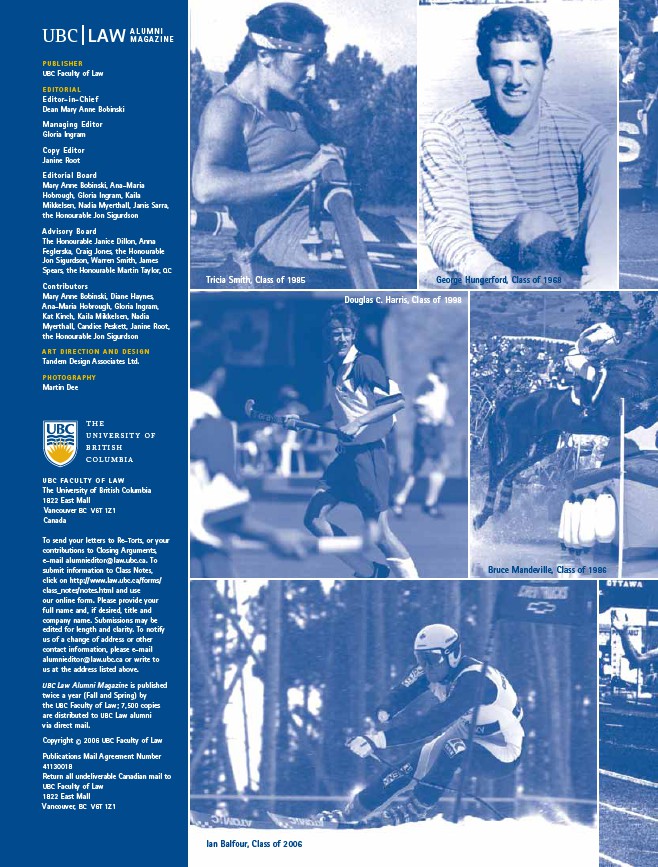 UBC LAW ALUMNI
MAGAZINE
PUBLISHER
UBC Faculty of Law
EDITORIAL
Editor-in-Chief
Dean Mary Anne Bobinski
Managing Editor
Gloria Ingram
Copy Editor
Janine Root
Editorial Board
Mary Anne Bobinski, Ana-Maria
Hobrough, Gloria Ingram, Kaila
Mikkelsen, Nadia Myerthall, Janis Sarra,
the Honourable Jon Sigurdson
Advisory Board
The Honourable Janice Dillon, Anna
Feglerska, Craig Jones, the Honourable
Jon Sigurdson, Warren Smith, James
Spears, the Honourable Martin Taylor, QC
Contributors
Mary Anne Bobinski, Diane Haynes,
Ana-Maria Hobrough, Gloria Ingram,
Kat Kinch, Kaila Mikkelsen, Nadia
Myerthall, Candice Peskett, Janine Root,
the Honourable Jon Sigurdson
ART DIRECTION AND DESIGN
Tandem Design Associates Ltd.
PHOTOGRAPHY
Martin Dee
UBC
THE
UNIVERSITY OF
BRITISH
COLUMBIA
UBC FACULTY OF LAW
The University of British Columbia
1822 East Mall
Vancouver BC V6T 1Z1
Canada
To send your letters to Re-Torts, or your
contributions to Closing Arguments,
e-mail alumnieditor@law.ubc.ca. To
submit information to Class Notes,
click on http://www.law.ubc.ca/forms/
class_notes/notes.html and use
our online form. Please provide your
full name and, if desired, title and
company name. Submissions may be
edited for length and clarity. To notify
us of a change of address or other
contact information, please e-mail
alumnieditor@law.ubc.ca or write to
us at the address listed above.
UBC Law Alumni Magazine is published
twice a year (Fall and Spring) by
the UBC Faculty of Law; 7,500 copies
are distributed to UBC Law alumni
via direct mail.
Copyright © 2006 UBC Faculty of Law
Publications Mail Agreement Number
41130018
Return all undeliverable Canadian mail to
UBC Faculty of Law
1822 East Mall
Vancouver, BC V6T 1Z1
Tricia Smith, Class of 1985
George Hungerford, Class of 1968
S
Douglas C. Harris, Class of 1998
Bruce Mandeville, Class of 1986
OTTAWA
ATOMIC
Ian Balfour, Class of 2006